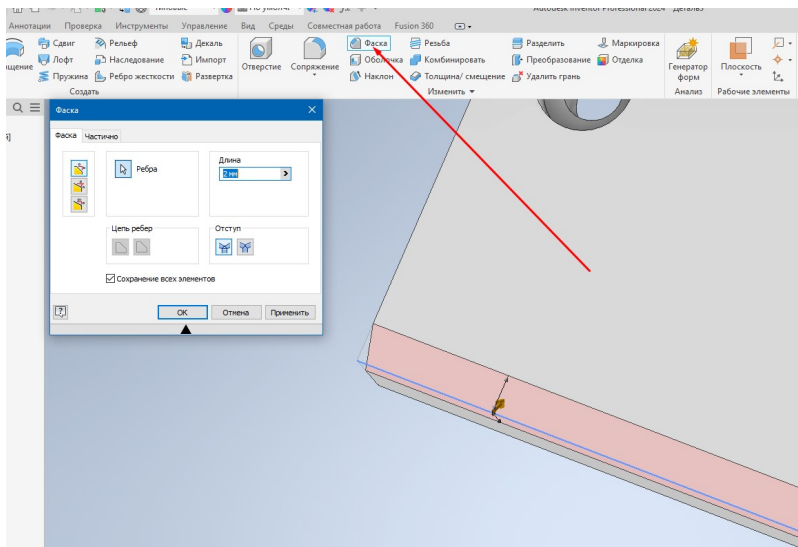 Autodesk Inventor Professional 2024 Деталь3
Аннотации Проверка Инструменты Управление Вид Среды Совместная работа Fusion 360
Сдвиг Рельеф Декаль Фаска Резьба Разделить Маркировка
Лофт Наследование Импорт Отверстие Сопряжение Оболочка Комбинировать Преобразование Отделка Генератор форм Плоскость
Пружина Ребро жесткости Развертка Наклон Толщина/ смещение Удалить грань
Создать Изменить Анализ Рабочие элементы
Фаска
Фаска Частично
Ребра
Длина
2 мм
Цепь ребер
Отступ
Сохранение всех элементов
ОК Отмена Применить